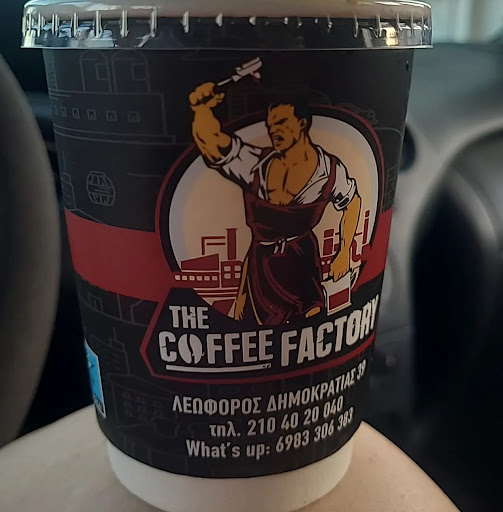 THE
COFFEE FACTORY
ΛΕΩΦΟΡΟΣ ΔΗΜΟΚΡΑΤΙΑΣ 39
τηλ. 210 40 20 040
What's up: 6983 306 383